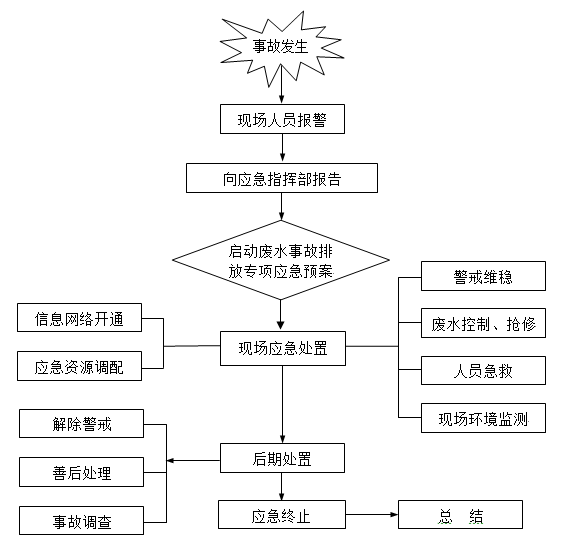 事故发生
现场人员报警
向应急指挥部报告
启动废水事故排
放专项应急预案
警戒维稳
信息网络开通
废水控制、抢修
现场应急处置
应急资源调配
人员急救
现场环境监测
解除警戒
后期处置
善后处理
应急终止
总 结
事故调查